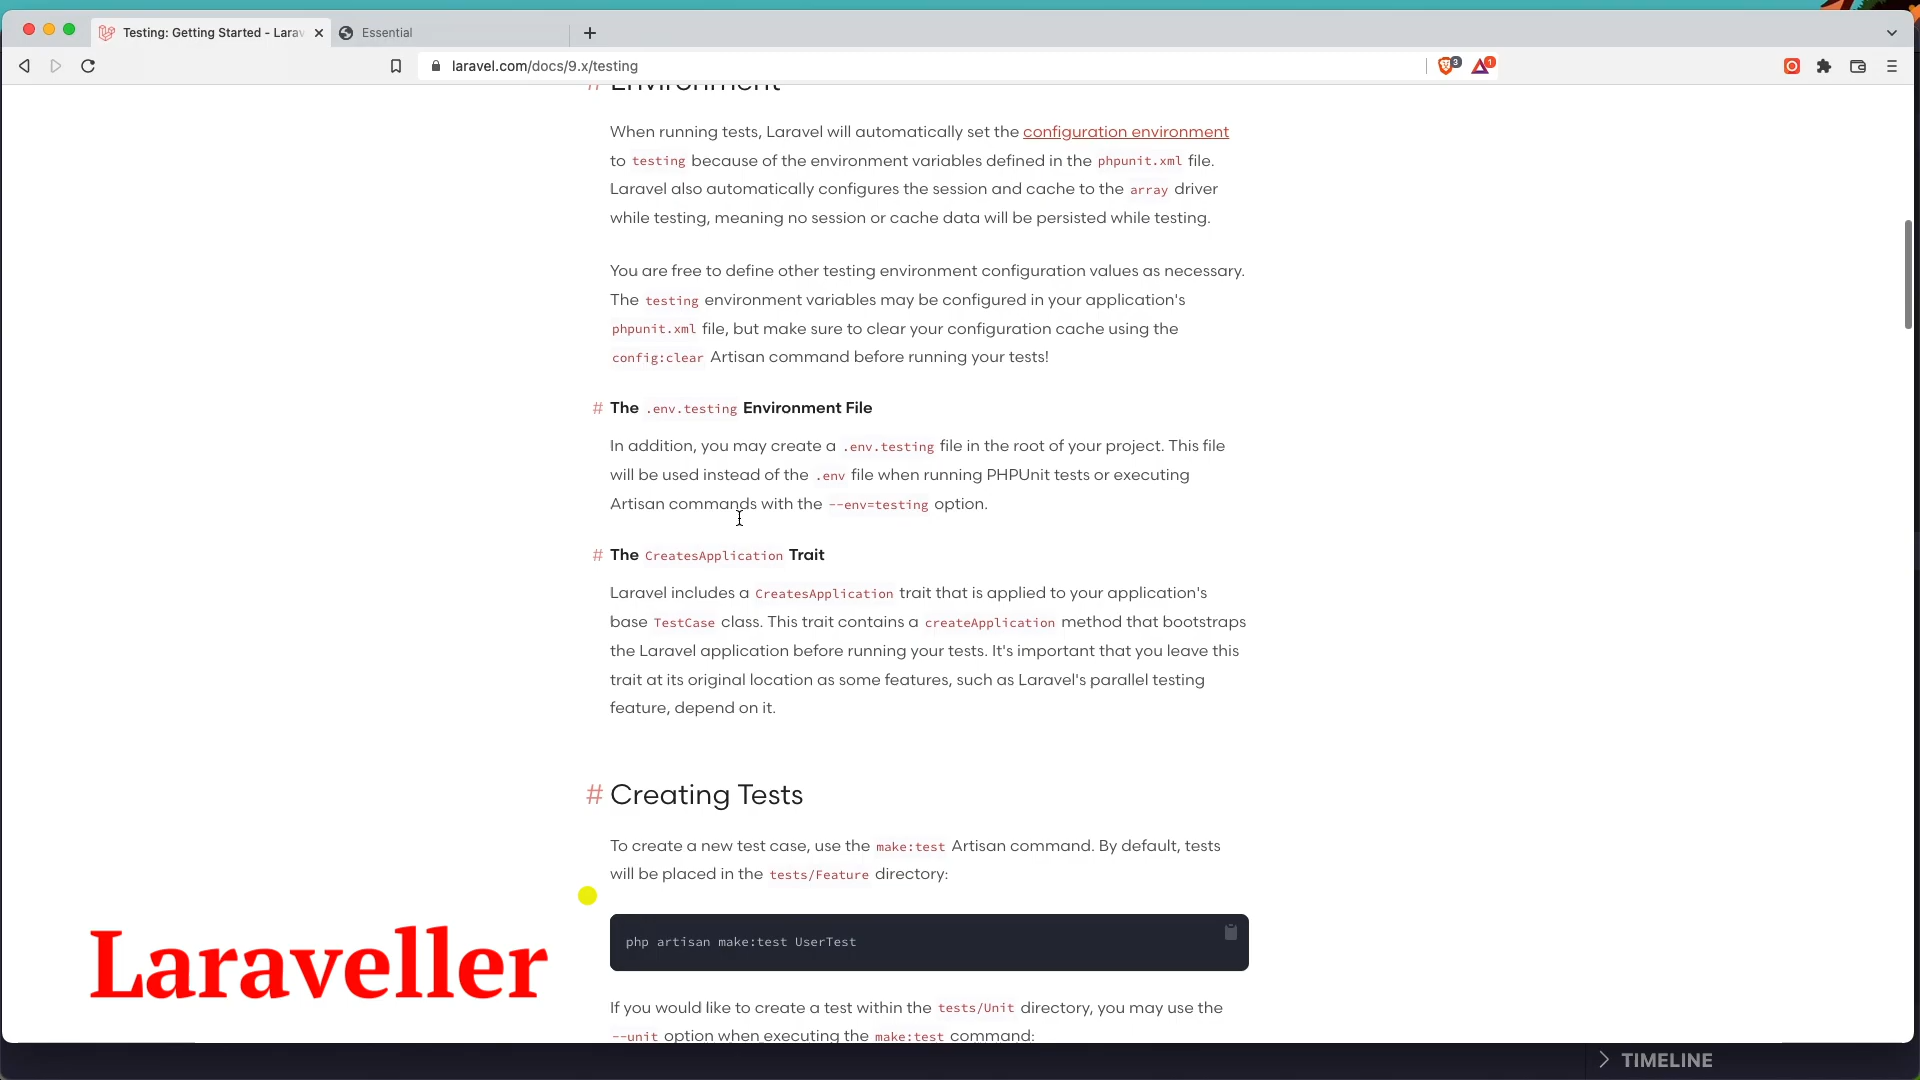 Testing: Getting Started - Larav
Essential
laravel.com/docs/9.x/testing
3
1
# Environment
When running tests, Laravel will automatically set the configuration environment
to testing because of the environment variables defined in the phpunit.xml file.
Laravel also automatically configures the session and cache to the array driver
while testing, meaning no session or cache data will be persisted while testing.
You are free to define other testing environment configuration values as necessary.
The testing environment variables may be configured in your application's
phpunit.xml file, but make sure to clear your configuration cache using the
config:clear Artisan command before running your tests!
# The .env.testing Environment File
In addition, you may create a .env.testing file in the root of your project. This file
will be used instead of the .env file when running PHPUnit tests or executing
Artisan commands with the --env=testing option.
# The CreatesApplication Trait
Laravel includes a CreatesApplication trait that is applied to your application's
base TestCase class. This trait contains a createApplication method that bootstraps
the Laravel application before running your tests. It's important that you leave this
trait at its original location as some features, such as Laravel's parallel testing
feature, depend on it.
# Creating Tests
To create a new test case, use the make:test Artisan command. By default, tests
will be placed in the tests/Feature directory:
php artisan make:test UserTest
Laraveller
If you would like to create a test within the tests/Unit directory, you may use the
--unit option when executing the make:test command:
TIMELINE